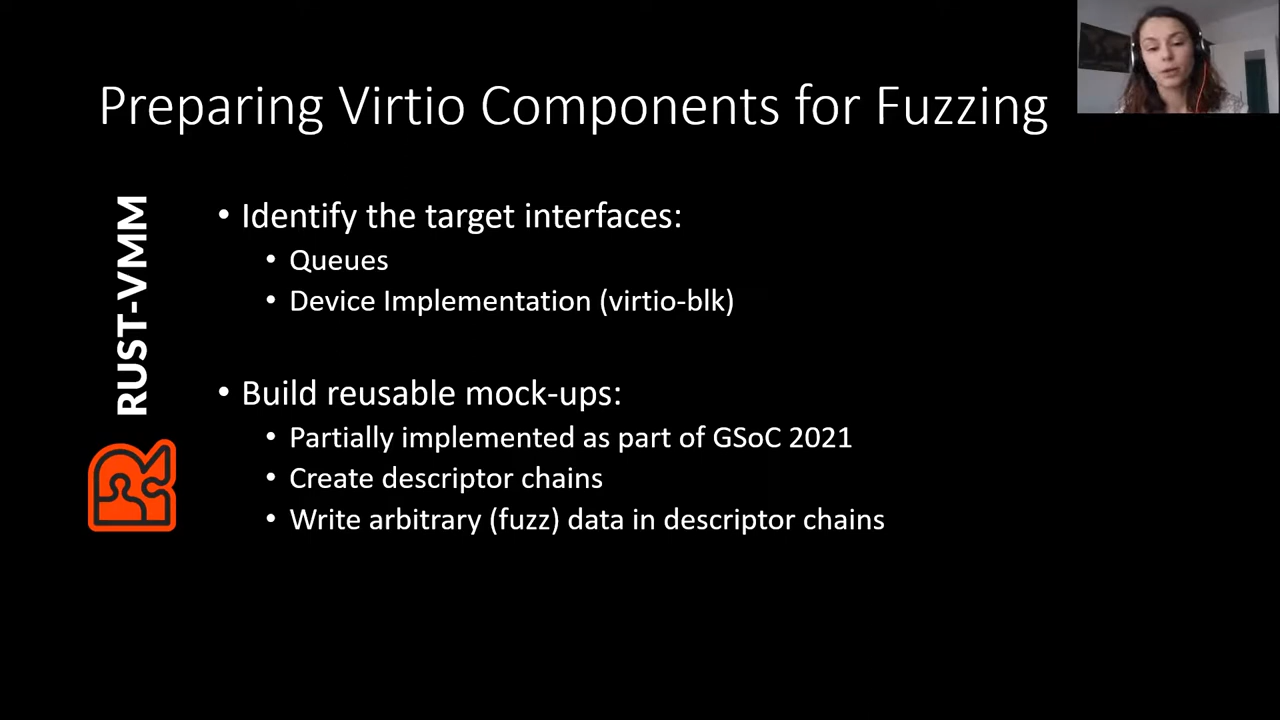 Preparing Virtio Components for Fuzzing
RUST-VMM
• Identify the target interfaces:
• Queues
• Device Implementation (virtio-blk)
• Build reusable mock-ups:
• Partially implemented as part of GSoC 2021
• Create descriptor chains
• Write arbitrary (fuzz) data in descriptor chains